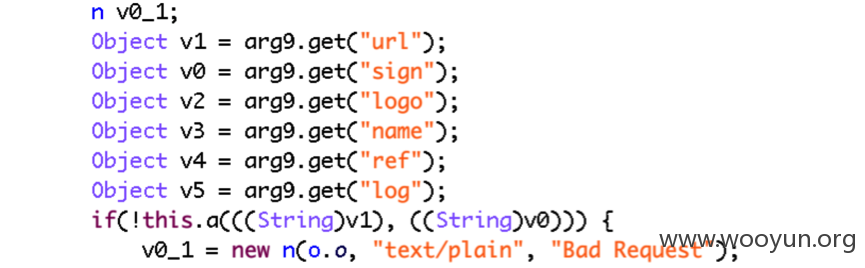 n v0_1;
Object v1 = arg9.get("url");
Object v0 = arg9.get("sign");
Object v2 = arg9.get("logo");
Object v3 = arg9.get("name");
Object v4 = arg9.get("ref");
Object v5 = arg9.get("log");
if(!this.a(((String)v1), ((String)v0))) {
v0_1 = new n(o.o, "text/plain", "Bad Request");
www.wooyun.org